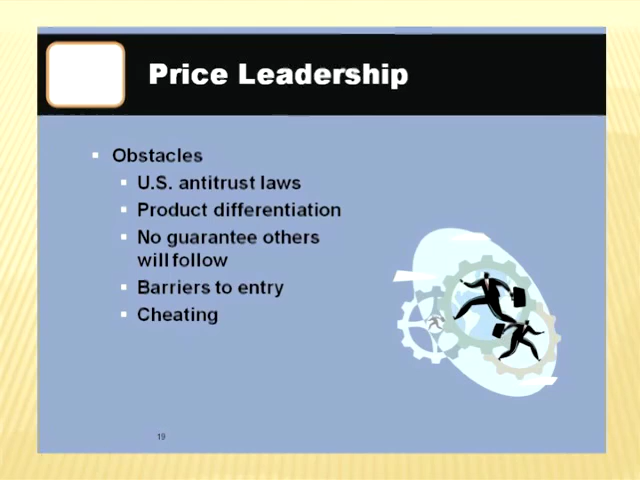 Price Leadership
Obstacles
U.S. antitrust laws
Product differentiation
No guarantee others
will follow
Barriers to entry
Cheating
19